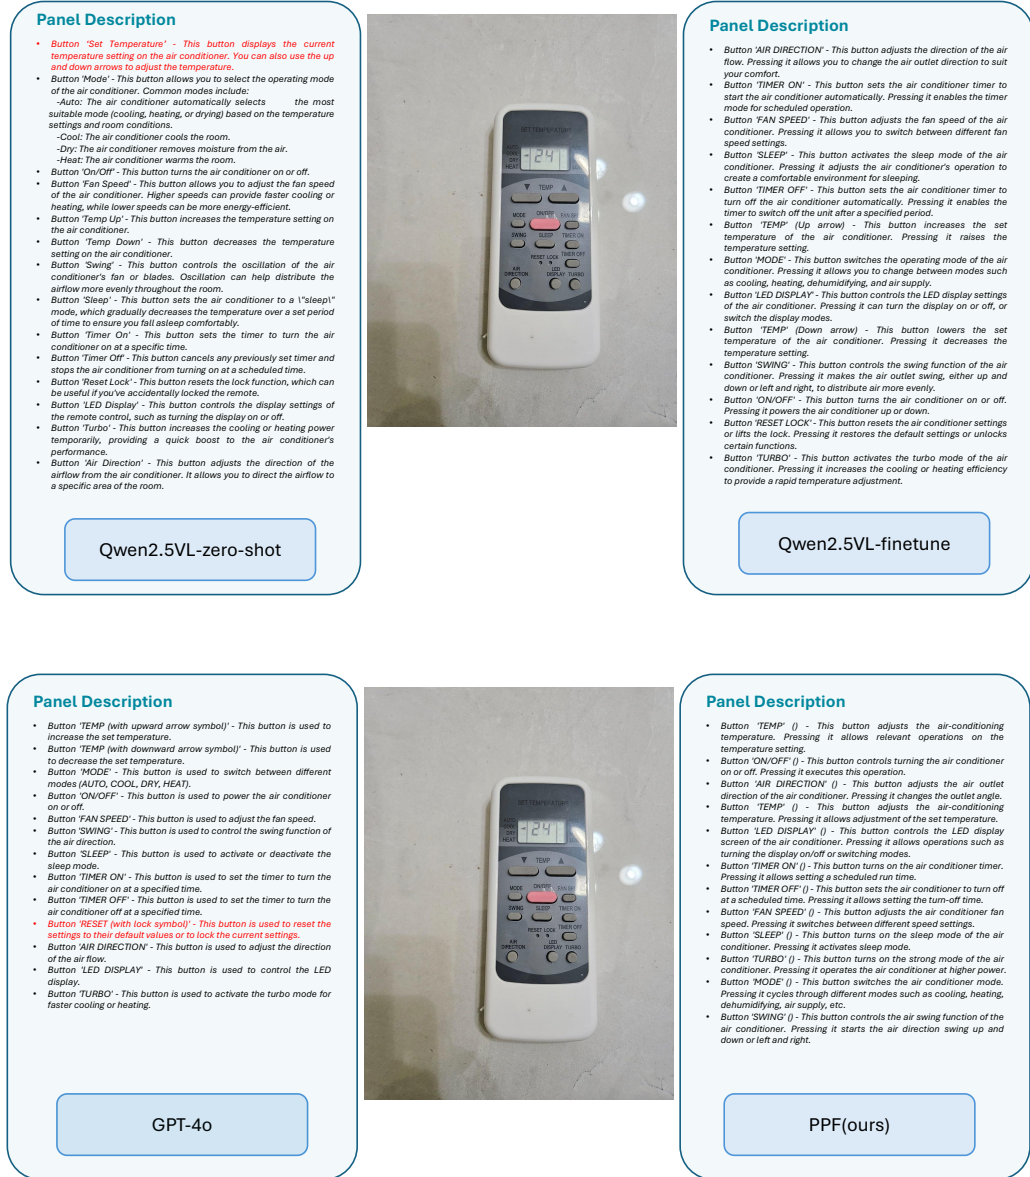 Panel Description
• Button 'Set Temperature' - This button displays the current
temperature setting on the air conditioner. You can also use the up
and down arrows to adjust the temperature.
• Button 'Mode' - This button allows you to select the operating mode
of the air conditioner. Common modes include:
-Auto: The air conditioner automatically selects the most
suitable mode (cooling, heating, or drying) based on the temperature
settings and room conditions.
-Cool: The air conditioner cools the room.
-Dry: The air conditioner removes moisture from the air.
-Heat: The air conditioner warms the room.
• Button 'On/Off' - This button turns the air conditioner on or off.
• Button 'Fan Speed' - This button allows you to adjust the fan speed
of the air conditioner. Higher speeds can provide faster cooling or
heating, while lower speeds can be more energy-efficient.
• Button 'Temp Up' - This button increases the temperature setting on
the air conditioner.
• Button 'Temp Down' - This button decreases the temperature
setting on the air conditioner.
• Button 'Swing' - This button controls the oscillation of the air
conditioner's fan or blades. Oscillation can help distribute the
airflow more evenly throughout the room.
• Button 'Sleep' - This button sets the air conditioner to a \"sleep\"
mode, which gradually decreases the temperature over a set period
of time to ensure you fall asleep comfortably.
• Button 'Timer On' - This button sets the timer to turn the air
conditioner on at a specific time.
• Button 'Timer Off' - This button cancels any previously set timer and
stops the air conditioner from turning on at a scheduled time.
• Button 'Reset Lock' - This button resets the lock function, which can
be useful if you've accidentally locked the remote.
• Button 'LED Display' - This button controls the display settings of
the remote control, such as turning the display on or off.
• Button 'Turbo' - This button increases the cooling or heating power
temporarily, providing a quick boost to the air conditioner's
performance.
• Button 'Air Direction' - This button adjusts the direction of the
airflow from the air conditioner. It allows you to direct the airflow to
a specific area of the room.
Qwen2.5VL-zero-shot
SET TEMPERATURE
AUTO
COOL
DRY
HEAT
24
▼ TEMP ▲
MODE ON/OFF FAN SP
SWING SLEEP TIMER ON
RESET LOCK TIMER OFF
AIR DIRECTION LED DISPLAY TURBO
Panel Description
• Button 'AIR DIRECTION' - This button adjusts the direction of the air
flow. Pressing it allows you to change the air outlet direction to suit
your comfort.
• Button 'TIMER ON' - This button sets the air conditioner timer to
start the air conditioner automatically. Pressing it enables the timer
mode for scheduled operation.
• Button 'FAN SPEED' - This button adjusts the fan speed of the air
conditioner. Pressing it allows you to switch between different fan
speed settings.
• Button 'SLEEP' - This button activates the sleep mode of the air
conditioner. Pressing it adjusts the air conditioner's operation to
create a comfortable environment for sleeping.
• Button 'TIMER OFF' - This button sets the air conditioner timer to
turn off the air conditioner automatically. Pressing it enables the
timer to switch off the unit after a specified period.
• Button 'TEMP' (Up arrow) - This button increases the set
temperature of the air conditioner. Pressing it raises the
temperature setting.
• Button 'MODE' - This button switches the operating mode of the air
conditioner. Pressing it allows you to change between modes such
as cooling, heating, dehumidifying, and air supply.
• Button 'LED DISPLAY' - This button controls the LED display settings
of the air conditioner. Pressing it can turn the display on or off, or
switch the display modes.
• Button 'TEMP' (Down arrow) - This button lowers the set
temperature of the air conditioner. Pressing it decreases the
temperature setting.
• Button 'SWING' - This button controls the swing function of the air
conditioner. Pressing it makes the air outlet swing, either up and
down or left and right, to distribute air more evenly.
• Button 'ON/OFF' - This button turns the air conditioner on or off.
Pressing it powers the air conditioner up or down.
• Button 'RESET LOCK' - This button resets the air conditioner settings
or lifts the lock. Pressing it restores the default settings or unlocks
certain functions.
• Button 'TURBO' - This button activates the turbo mode of the air
conditioner. Pressing it increases the cooling or heating efficiency
to provide a rapid temperature adjustment.
Qwen2.5VL-finetune
Panel Description
• Button 'TEMP (with upward arrow symbol)' - This button is used to
increase the set temperature.
• Button 'TEMP (with downward arrow symbol)' - This button is used
to decrease the set temperature.
• Button 'MODE' - This button is used to switch between different
modes (AUTO, COOL, DRY, HEAT).
• Button 'ON/OFF' - This button is used to power the air conditioner
on or off.
• Button 'FAN SPEED' - This button is used to adjust the fan speed.
• Button 'SWING' - This button is used to control the swing function of
the air direction.
• Button 'SLEEP' - This button is used to activate or deactivate the
sleep mode.
• Button 'TIMER ON' - This button is used to set the timer to turn the
air conditioner on at a specified time.
• Button 'TIMER OFF' - This button is used to set the timer to turn the
air conditioner off at a specified time.
• Button 'RESET (with lock symbol)' - This button is used to reset the
settings to their default values or to lock the current settings.
• Button 'AIR DIRECTION' - This button is used to adjust the direction
of the air flow.
• Button 'LED DISPLAY' - This button is used to control the LED
display.
• Button 'TURBO' - This button is used to activate the turbo mode for
faster cooling or heating.
GPT-4o
SET TEMPERATURE
AUTO
COOL
DRY
HEAT
24
▼ TEMP ▲
MODE ON/OFF FAN SP
SWING SLEEP TIMER ON
RESET LOCK TIMER OFF
AIR DIRECTION LED DISPLAY TURBO
Panel Description
• Button 'TEMP' () - This button adjusts the air-conditioning
temperature. Pressing it allows relevant operations on the
temperature setting.
• Button 'ON/OFF' () - This button controls turning the air conditioner
on or off. Pressing it executes this operation.
• Button 'AIR DIRECTION' () - This button adjusts the air outlet
direction of the air conditioner. Pressing it changes the outlet angle.
• Button 'TEMP' () - This button adjusts the air-conditioning
temperature. Pressing it allows adjustment of the set temperature.
• Button 'LED DISPLAY' () - This button controls the LED display
screen of the air conditioner. Pressing it allows operations such as
turning the display on/off or switching modes.
• Button 'TIMER ON' () - This button turns on the air conditioner timer.
Pressing it allows setting a scheduled run time.
• Button 'TIMER OFF' () - This button sets the air conditioner to turn off
at a scheduled time. Pressing it allows setting the turn-off time.
• Button 'FAN SPEED' () - This button adjusts the air conditioner fan
speed. Pressing it switches between different speed settings.
• Button 'SLEEP' () - This button turns on the sleep mode of the air
conditioner. Pressing it activates sleep mode.
• Button 'TURBO' () - This button turns on the strong mode of the air
conditioner. Pressing it operates the air conditioner at higher power.
• Button 'MODE' () - This button switches the air conditioner mode.
Pressing it cycles through different modes such as cooling, heating,
dehumidifying, air supply, etc.
• Button 'SWING' () - This button controls the air swing function of the
air conditioner. Pressing it starts the air direction swing up and
down or left and right.
PPF(ours)